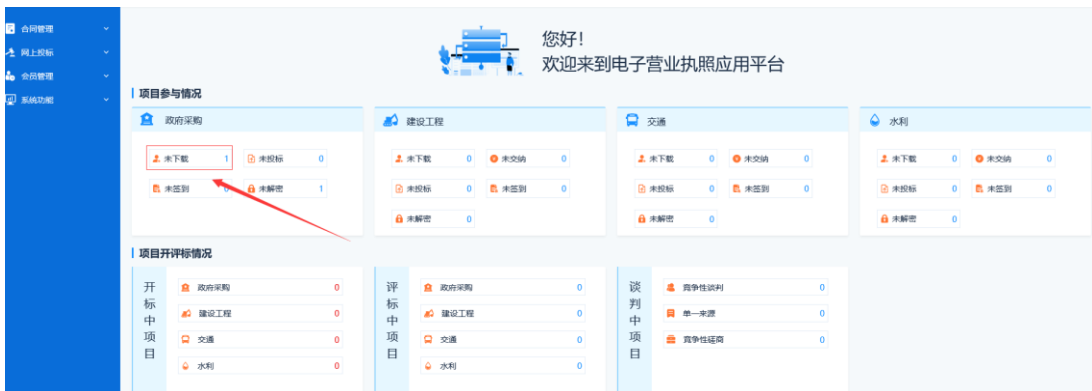 合同管理
网上投标
会员管理
系统功能
您好！
欢迎来到电子营业执照应用平台
项目参与情况
政府采购
未下载 1 未投标 0
未签到 0 未解密 1
建设工程
未下载 0 未交纳 0
未投标 0 未签到 0
未解密 0
交通
未下载 0 未交纳 0
未投标 0 未签到 0
未解密 0
水利
未下载 0 未交纳 0
未投标 0 未签到 0
未解密 0
项目开评标情况
开标中项目
政府采购 0
建设工程 0
交通 0
水利 0
评标中项目
政府采购 0
建设工程 0
交通 0
水利 0
谈判中项目
竞争性谈判 0
单一来源 0
竞争性磋商 0